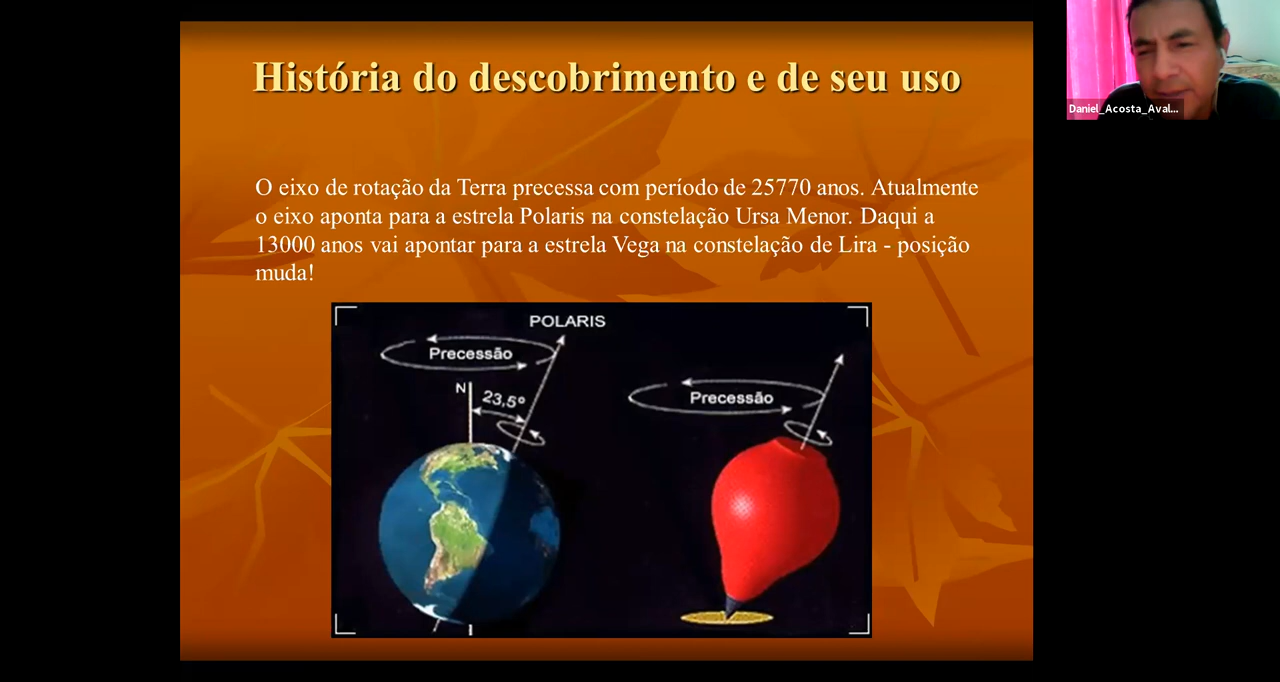 História do descobrimento e de seu uso
Daniel_Acosta_Aval...
O eixo de rotação da Terra precessa com período de 25770 anos. Atualmente
o eixo aponta para a estrela Polaris na constelação Ursa Menor. Daqui a
13000 anos vai apontar para a estrela Vega na constelação de Lira - posição
muda!
POLARIS
Precessão
N
23,5º
Precessão